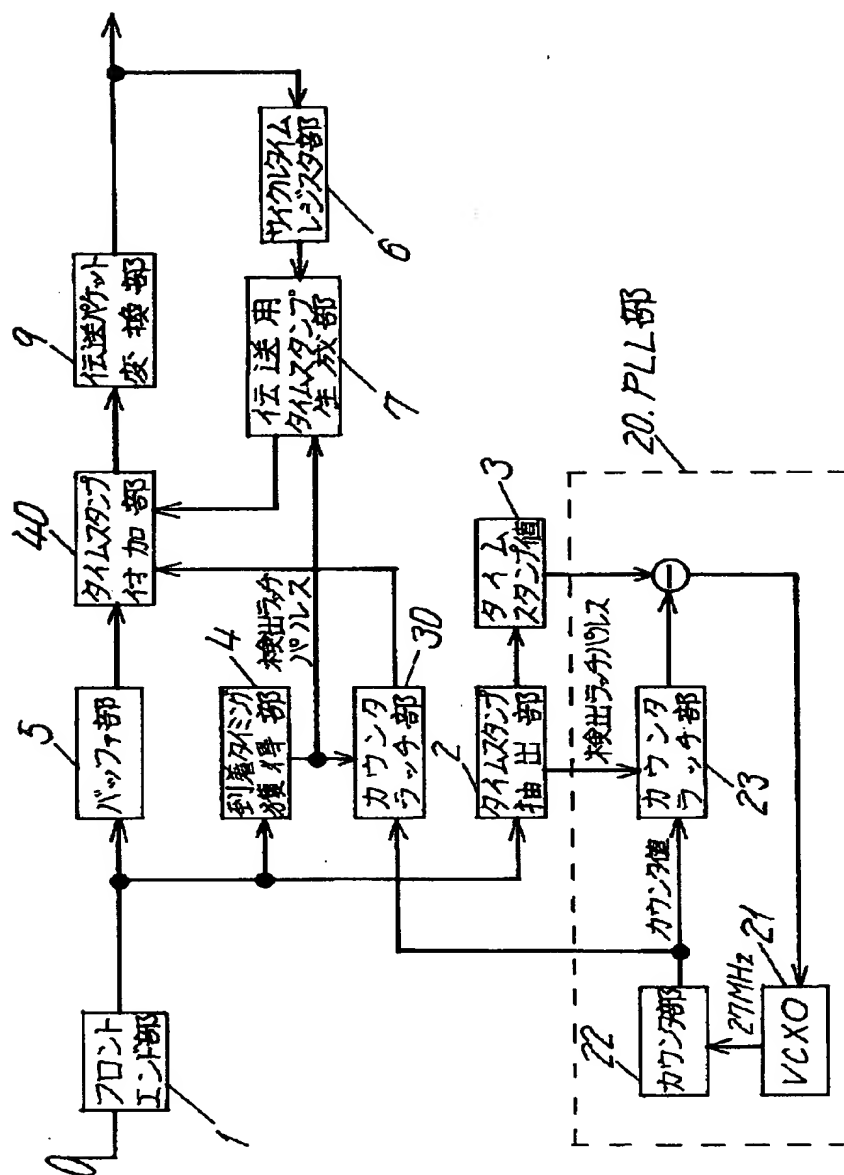 フロント
エンド部
1
バッファ部
5
タイムスタンプ
付加部
40
伝送パケット
変換部
9
サイクルタイム
レジスタ部
6
伝送用
タイムスタンプ
生成部
7
到着タイミング
獲得部
4
検出ラッチ
パルス
カウンタ
ラッチ部
30
タイムスタンプ
抽出部
2
タイム
スタンプ値
3
検出ラッチパルス
カウンタ
ラッチ部
23
カウンタ値
カウンタ部
22
27MHz
VCXO
21
20.PLL部